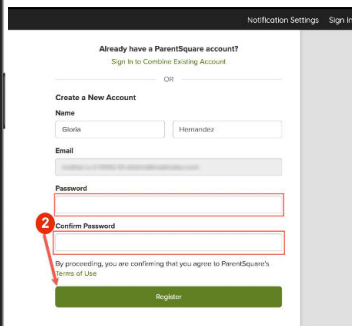 Notification Settings Sign In
Already have a ParentSquare account?
Sign In to Combine Existing Account
OR
Create a New Account
Name
Gloria Hernandez
Email
Password
2
Confirm Password
By proceeding, you are confirming that you agree to ParentSquare's
Terms of Use
Register